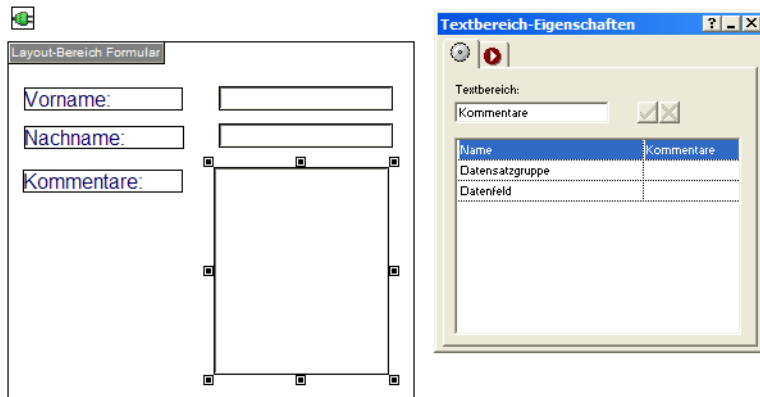 Layout-Bereich Formular
Vorname:
Nachname:
Kommentare:
Textbereich-Eigenschaften
Textbereich:
Kommentare
Name Kommentare
Datensatzgruppe
Datenfeld